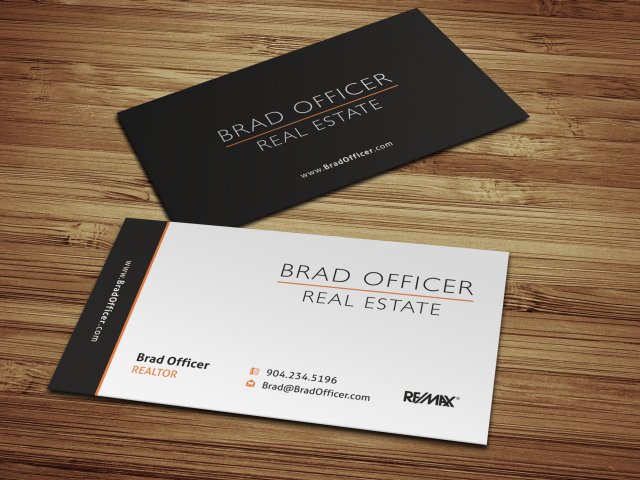 BRAD OFFICER
REAL ESTATE
www.BradOfficer.com
www.BradOfficer.com
BRAD OFFICER
REAL ESTATE
Brad Officer
REALTOR
904.234.5196
Brad@BradOfficer.com
RE/MAX®